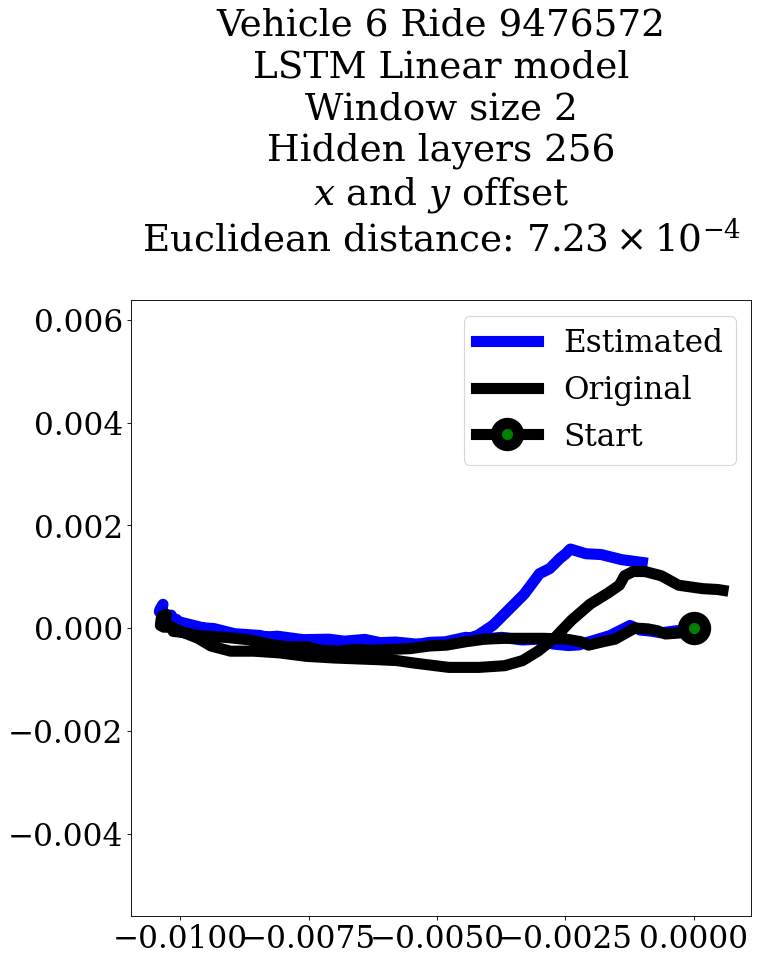 Vehicle 6 Ride 9476572
LSTM Linear model
Window size 2
Hidden layers 256
x and y offset
Euclidean distance: 7.23 × 10⁻⁴
Estimated
Original
Start
0.006
0.004
0.002
0.000
−0.002
−0.004
−0.0100 −0.0075 −0.0050 −0.0025 0.0000